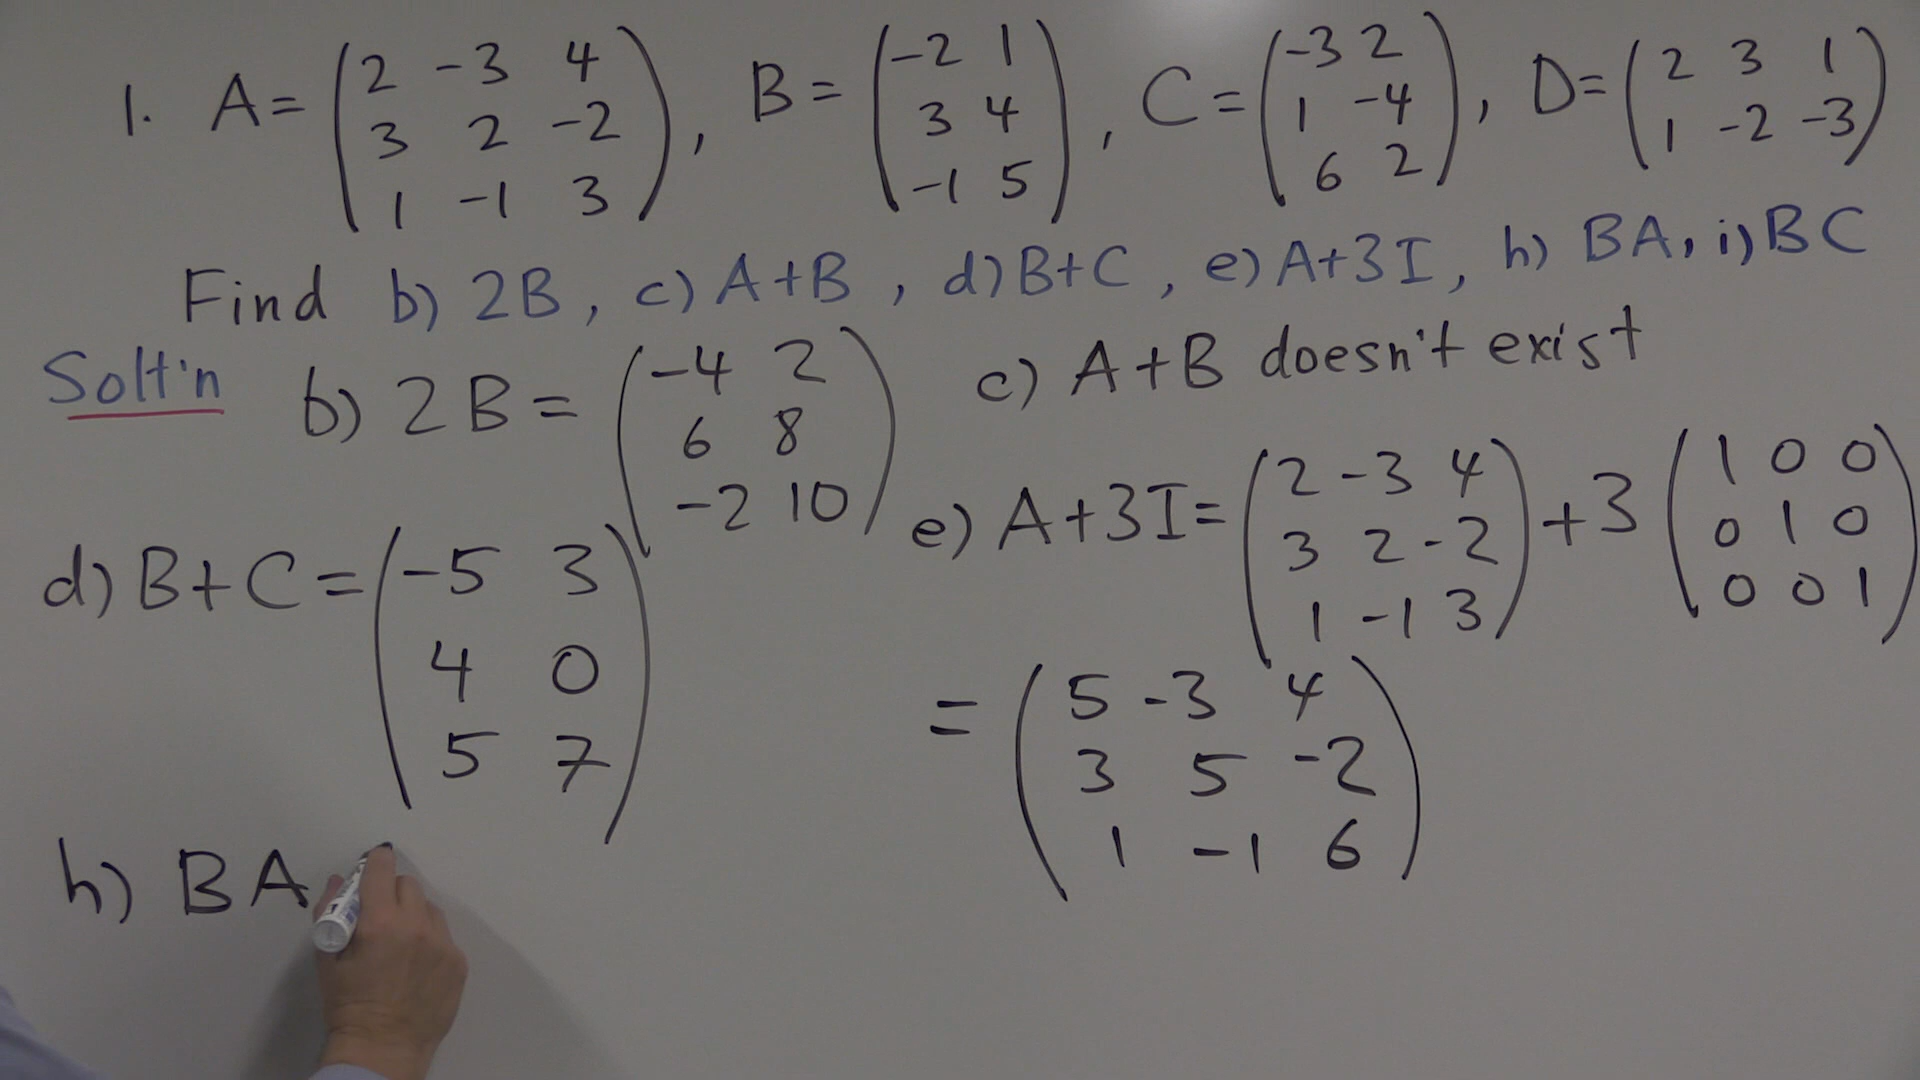 1. A= (2 -3 4 3 2 -2 1 -1 3), B= (-2 1 3 4 -1 5), C= (-3 2 1 -4 6 2), D= (2 3 1 1 -2 -3)
Find b) 2B, c) A+B, d) B+C, e) A+3I, h) BA, i) BC
Solt'n b) 2B= (-4 2 6 8 -2 10) c) A+B doesn't exist
d) B+C= (-5 3 4 0 5 7) e) A+3I= (2 -3 4 3 2 -2 1 -1 3) +3 (1 0 0 0 1 0 0 0 1)
= (5 -3 4 3 5 -2 1 -1 6)
h) BA